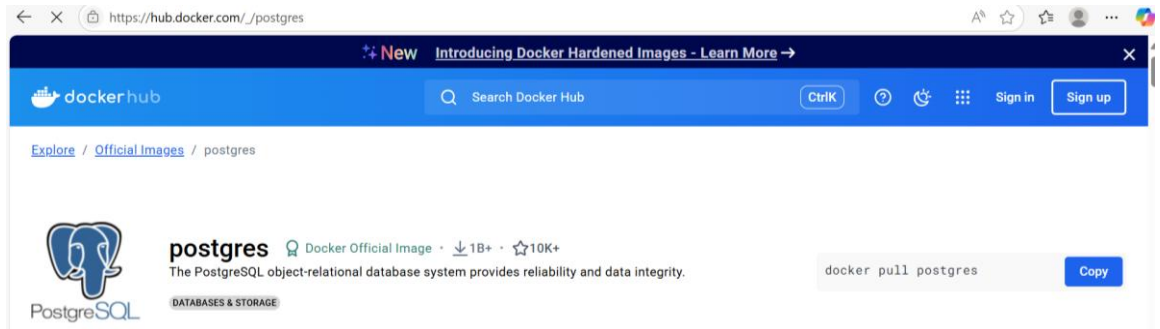 https://hub.docker.com/_/postgres
New Introducing Docker Hardened Images - Learn More →
dockerhub Search Docker Hub CtrlK Sign in Sign up
Explore / Official Images / postgres
postgres Docker Official Image · 1B+ · 10K+
The PostgreSQL object-relational database system provides reliability and data integrity.
docker pull postgres Copy
DATABASES & STORAGE
PostgreSQL